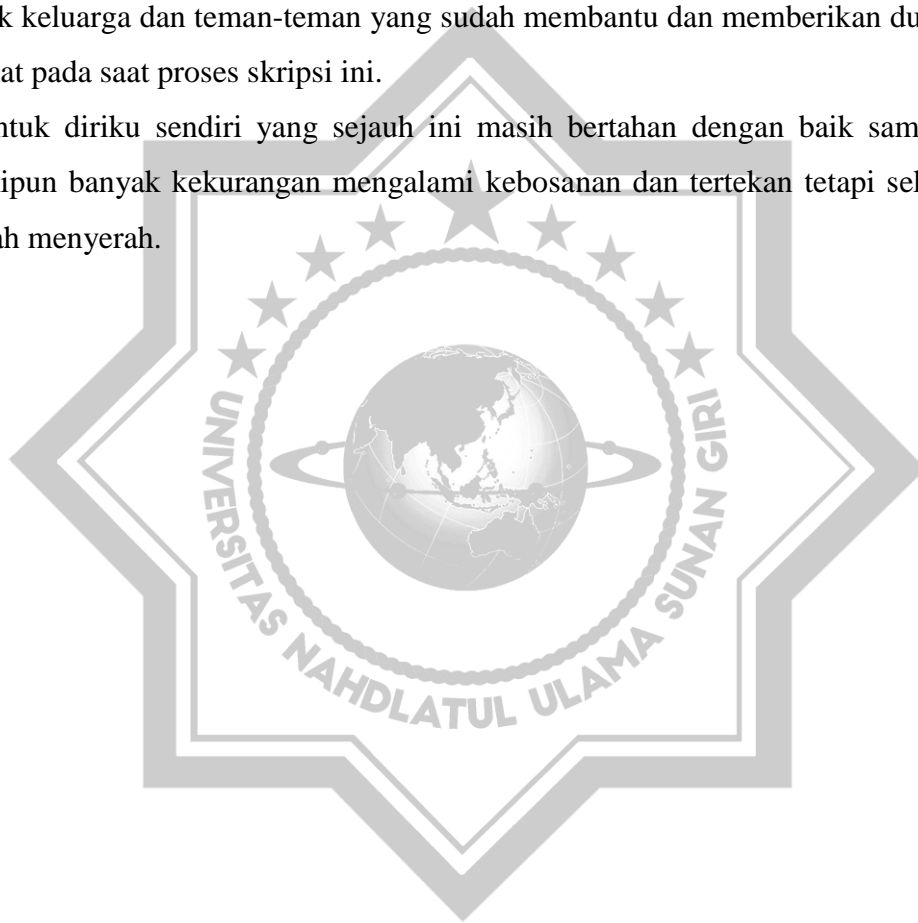 k keluarga dan teman-teman yang sudah membantu dan memberikan du
at pada saat proses skripsi ini.
ntuk diriku sendiri yang sejauh ini masih bertahan dengan baik sam
ipun banyak kekurangan mengalami kebosanan dan tertekan tetapi sel
ah menyerah.
UNIVERSITAS NAHDLATUL ULAMA SUNAN GIRI